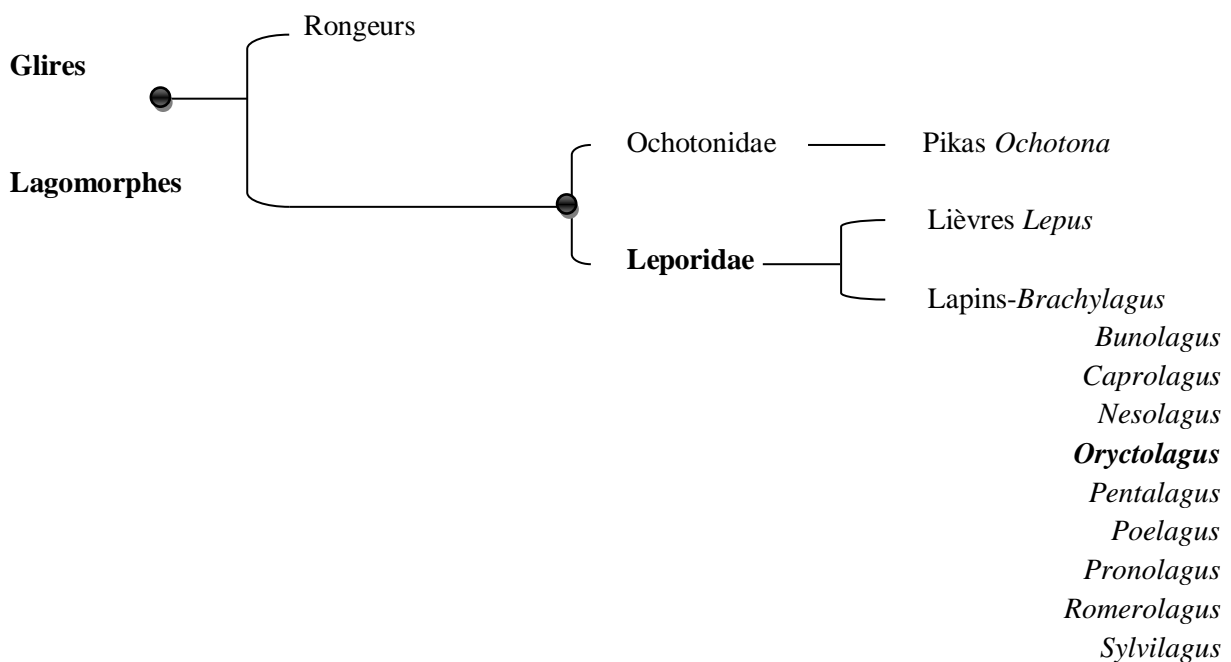 Rongeurs
Glires
Ochotonidae
Pikas Ochotona
Lagomorphes
Lièvres Lepus
Leporidae
Lapins-Brachylagus
Bunolagus
Caprolagus
Nesolagus
Oryctolagus
Pentalagus
Poelagus
Pronolagus
Romerolagus
Sylvilagus